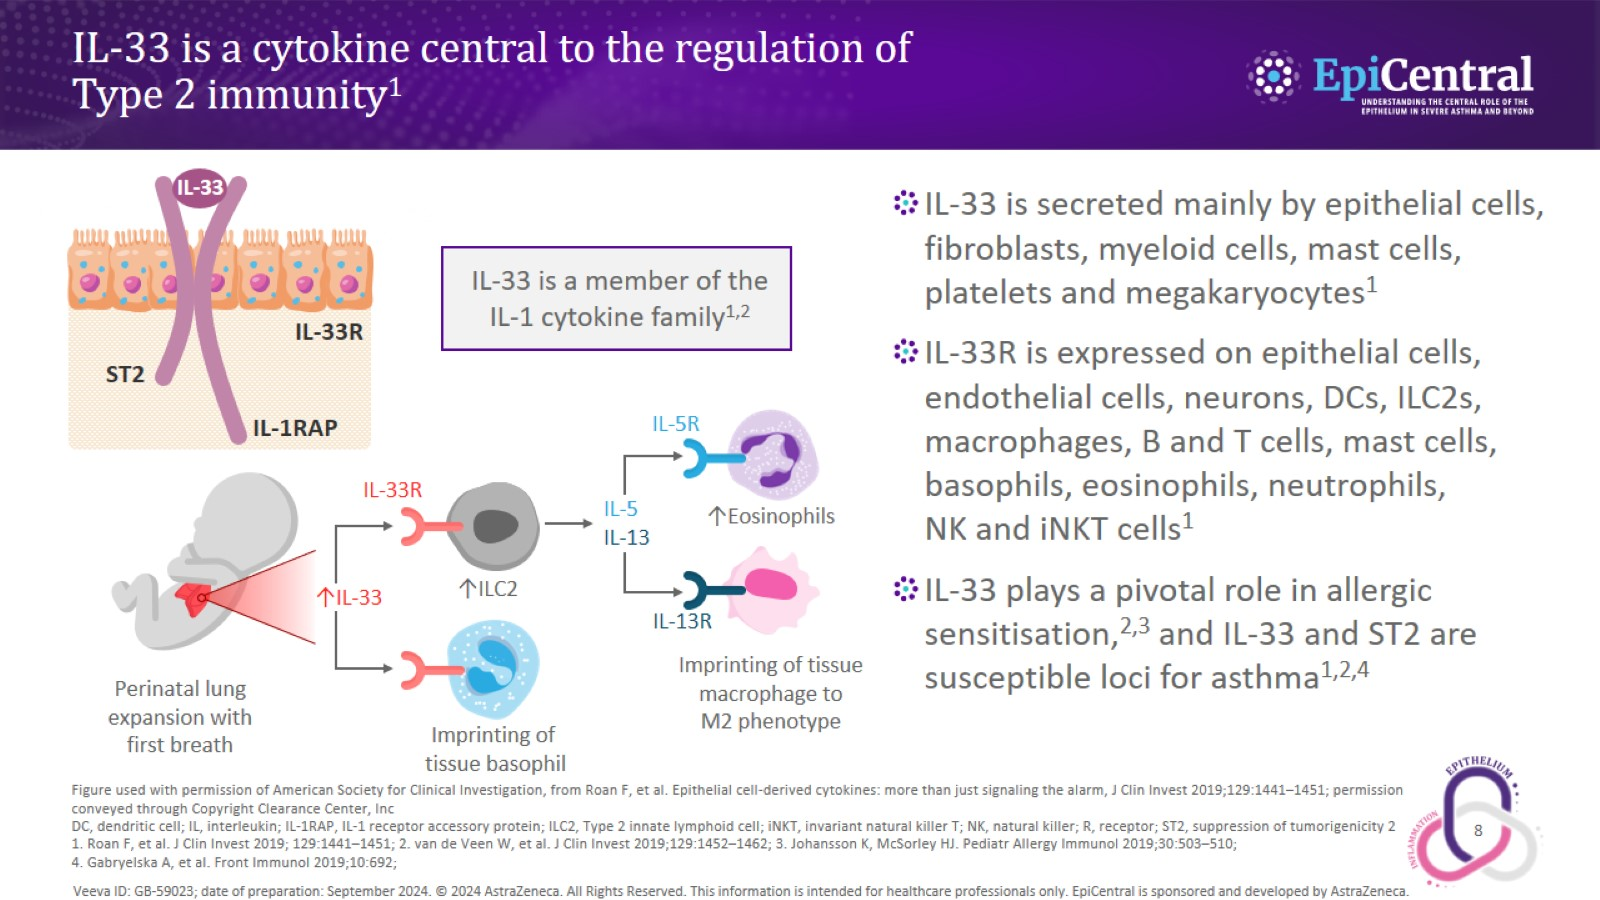 IL-33 is a cytokine central to the regulation of
Type 2 immunity¹
EpiCentral
UNDERSTANDING THE CENTRAL ROLE OF THE
EPITHELIUM IN SEVERE ASTHMA AND BEYOND
IL-33
IL-33R
ST2
IL-1RAP
IL-33 is a member of the
IL-1 cytokine family¹,²
Perinatal lung
expansion with
first breath
↑IL-33
IL-33R
↑ILC2
Imprinting of
tissue basophil
IL-5
IL-13
IL-5R
↑Eosinophils
IL-13R
Imprinting of tissue
macrophage to
M2 phenotype
IL-33 is secreted mainly by epithelial cells,
fibroblasts, myeloid cells, mast cells,
platelets and megakaryocytes¹
IL-33R is expressed on epithelial cells,
endothelial cells, neurons, DCs, ILC2s,
macrophages, B and T cells, mast cells,
basophils, eosinophils, neutrophils,
NK and iNKT cells¹
IL-33 plays a pivotal role in allergic
sensitisation,²,³ and IL-33 and ST2 are
susceptible loci for asthma¹,²,⁴
Figure used with permission of American Society for Clinical Investigation, from Roan F, et al. Epithelial cell-derived cytokines: more than just signaling the alarm, J Clin Invest 2019;129:1441–1451; permission
conveyed through Copyright Clearance Center, Inc
DC, dendritic cell; IL, interleukin; IL-1RAP, IL-1 receptor accessory protein; ILC2, Type 2 innate lymphoid cell; iNKT, invariant natural killer T; NK, natural killer; R, receptor; ST2, suppression of tumorigenicity 2
1. Roan F, et al. J Clin Invest 2019; 129:1441–1451; 2. van de Veen W, et al. J Clin Invest 2019;129:1452–1462; 3. Johansson K, McSorley HJ. Pediatr Allergy Immunol 2019;30:503–510;
4. Gabryelska A, et al. Front Immunol 2019;10:692;
Veeva ID: GB-59023; date of preparation: September 2024. © 2024 AstraZeneca. All Rights Reserved. This information is intended for healthcare professionals only. EpiCentral is sponsored and developed by AstraZeneca.
EPITHELIUM
INFLAMMATION
8